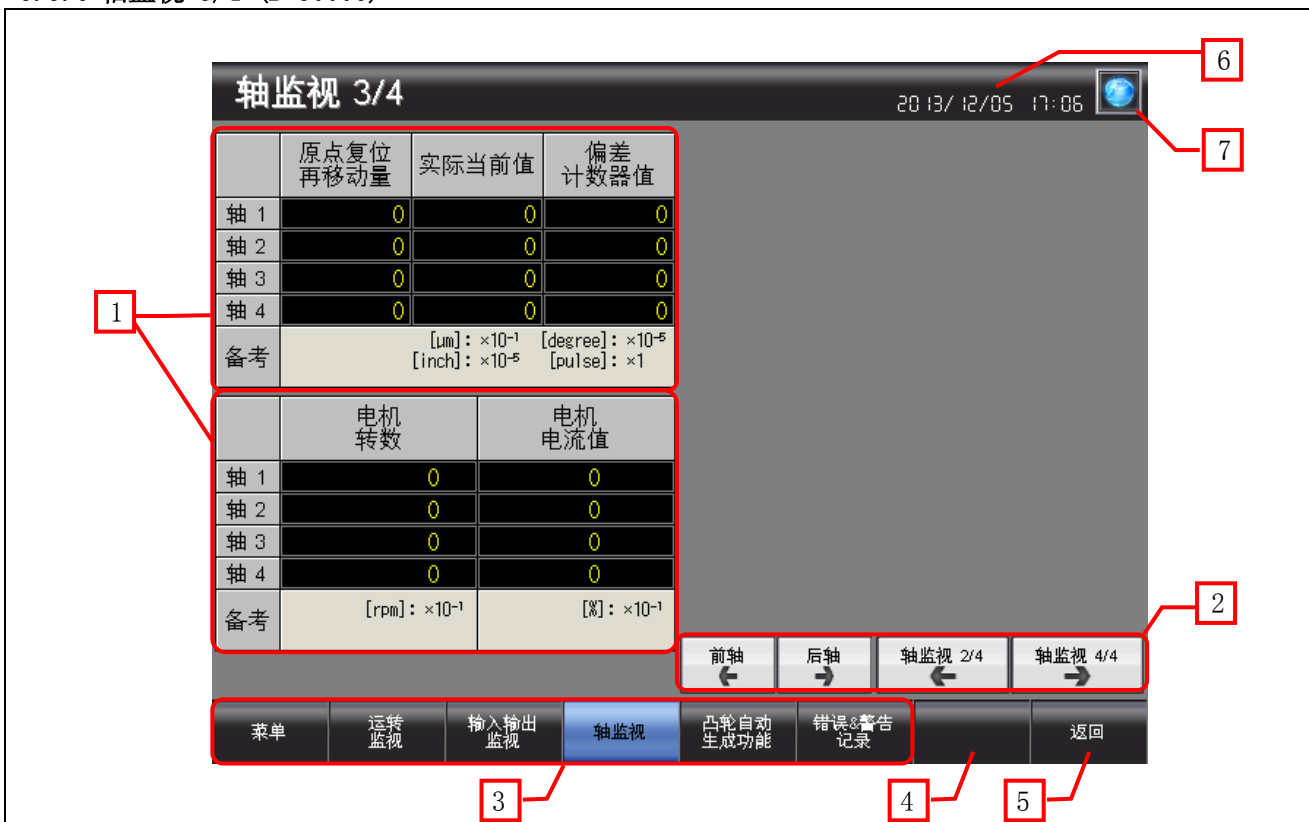 轴监视 3/4
2013/12/05 17:06
6
7
原点复位
再移动量
实际当前值
偏差
计数器值
轴 1 0 0 0
轴 2 0 0 0
轴 3 0 0 0
轴 4 0 0 0
1
备考
[μm]：×10⁻¹ [degree]：×10⁻⁵
[inch]：×10⁻⁵ [pulse]：×1
电机
转数
电机
电流值
轴 1 0 0
轴 2 0 0
轴 3 0 0
轴 4 0 0
备考 [rpm]：×10⁻¹ [%]：×10⁻¹
2
前轴 后轴 轴监视 2/4 轴监视 4/4
菜单
运转
监视
输入输出
监视
轴监视
凸轮自动
生成功能
错误&警告
记录
返回
3 4 5